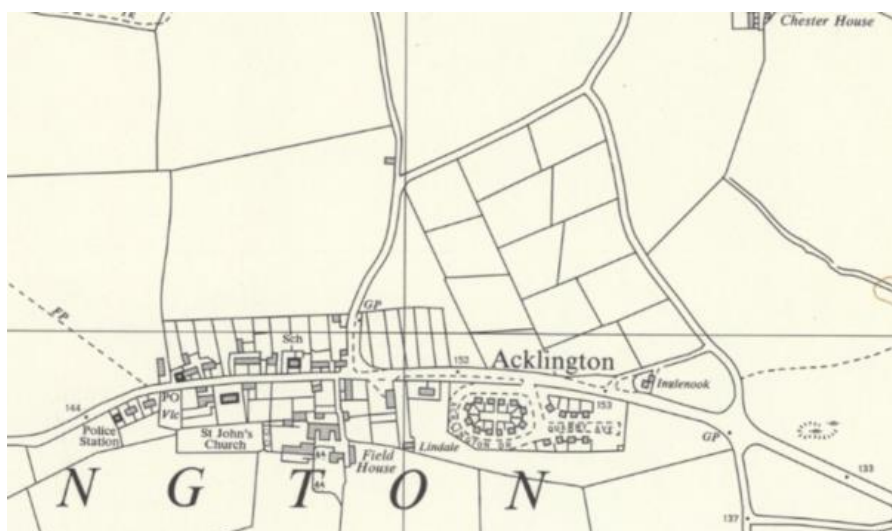 Chester House
FP
GP
Sch
152
Acklington
Inglenook
PO
Vic
144
Police
Station
St John's
Church
Field
House
Lindale
153
GP
133
137
N G T O N